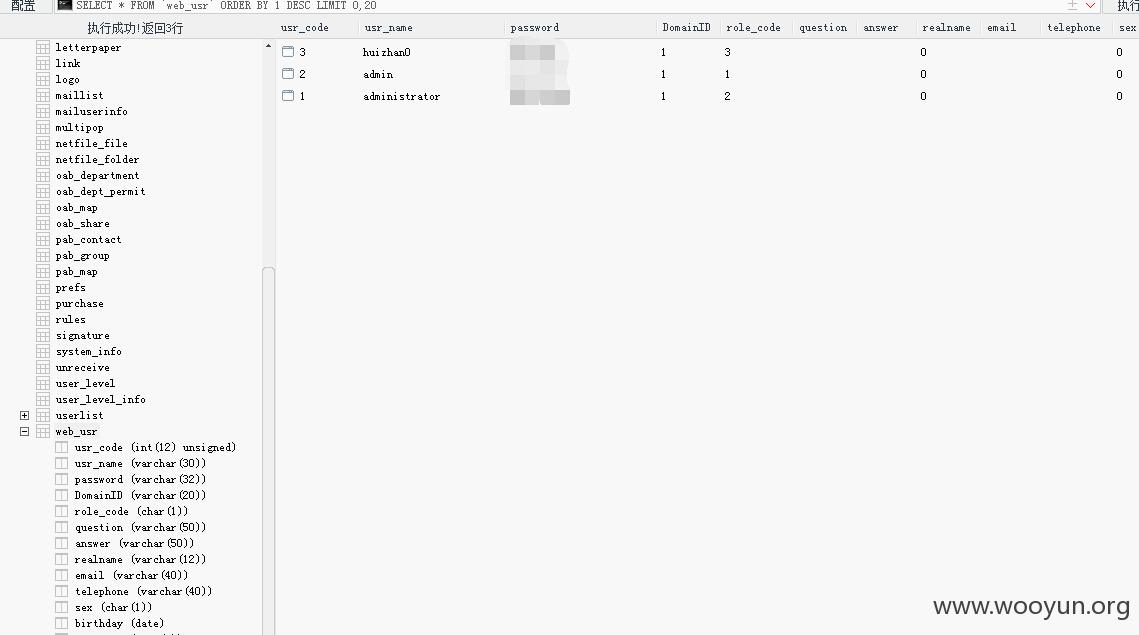 配置
SELECT * FROM `web_usr` ORDER BY 1 DESC LIMIT 0,20
执行
执行成功!返回3行
usr_code usr_name password DomainID role_code question answer realname email telephone sex
3 huizhan0 1 3 0 0
2 admin 1 1 0 0
1 administrator 1 2 0 0
letterpaper
link
logo
maillist
mailuserinfo
multipop
netfile_file
netfile_folder
oab_department
oab_dept_permit
oab_map
oab_share
pab_contact
pab_group
pab_map
prefs
purchase
rules
signature
system_info
unreceive
user_level
user_level_info
userlist
web_usr
usr_code (int(12) unsigned)
usr_name (varchar(30))
password (varchar(32))
DomainID (varchar(20))
role_code (char(1))
question (varchar(50))
answer (varchar(50))
realname (varchar(12))
email (varchar(40))
telephone (varchar(40))
sex (char(1))
birthday (date)
www.wooyun.org